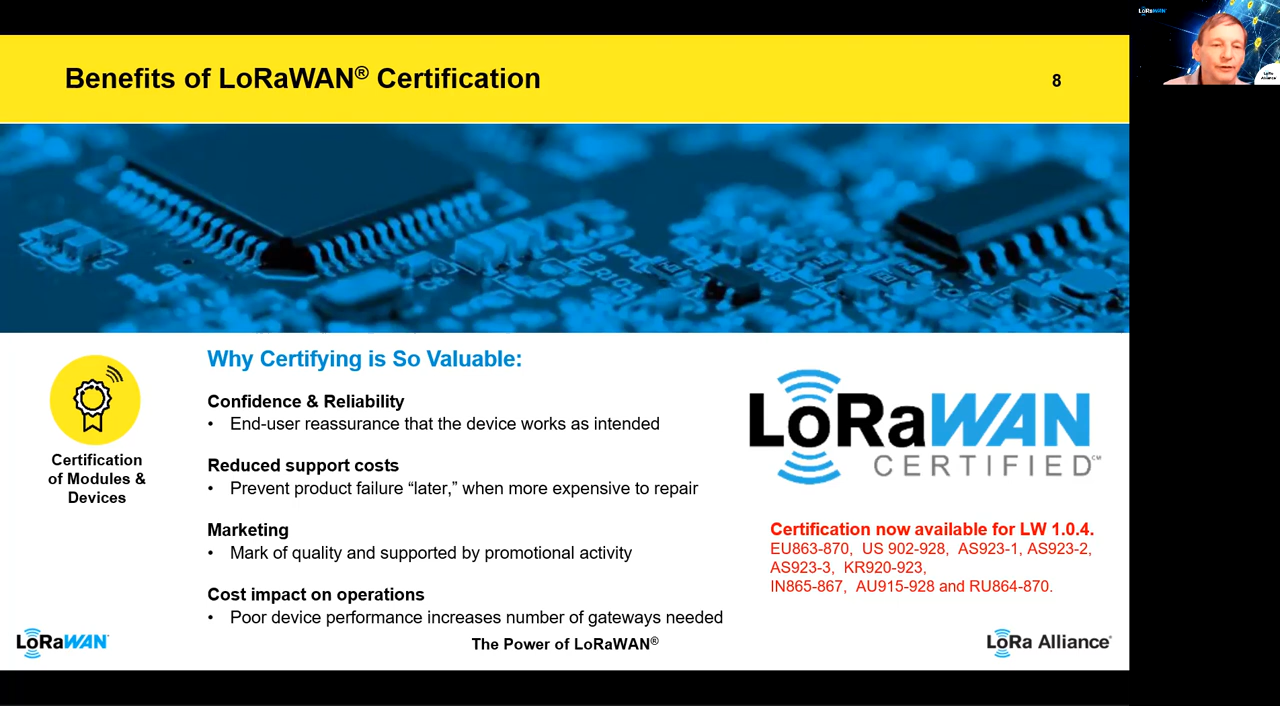 Benefits of LoRaWAN® Certification
8
Why Certifying is So Valuable:
Confidence & Reliability
• End-user reassurance that the device works as intended
Reduced support costs
• Prevent product failure “later,” when more expensive to repair
Marketing
• Mark of quality and supported by promotional activity
Cost impact on operations
• Poor device performance increases number of gateways needed
Certification
of Modules &
Devices
LoRaWAN
CERTIFIED℠
Certification now available for LW 1.0.4.
EU863-870, US 902-928, AS923-1, AS923-2,
AS923-3, KR920-923,
IN865-867, AU915-928 and RU864-870.
LoRaWAN
The Power of LoRaWAN®
LoRa Alliance®
LoRaWAN
LoRa
Alliance